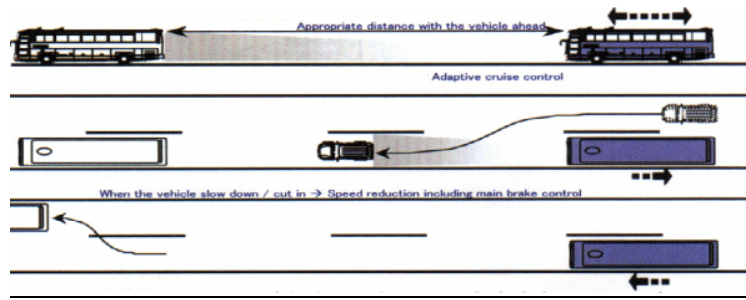 Appropriate distance with the vehicle ahead
Adaptive cruise control
When the vehicle slow down / cut in → Speed reduction including main brake control